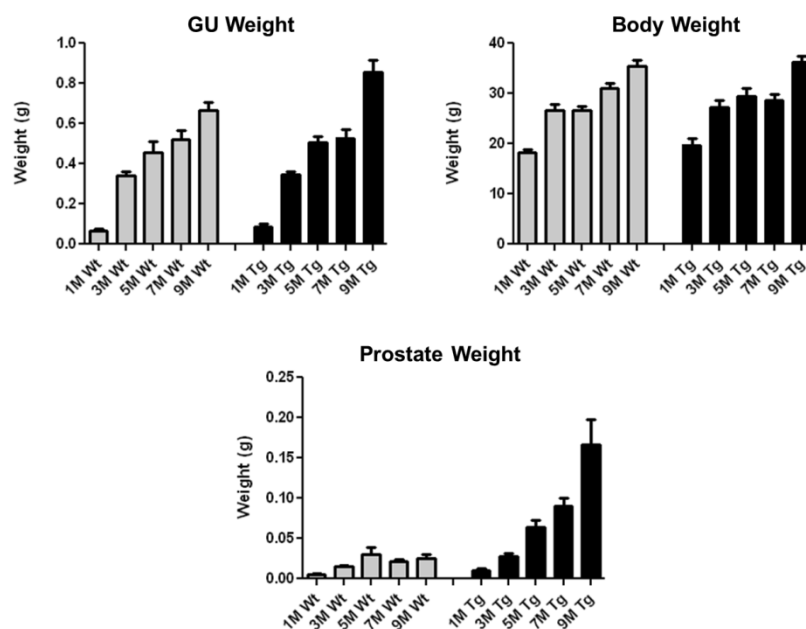 GU Weight
Weight (g)
1.0
0.8
0.6
0.4
0.2
0.0
1M Wt 3M Wt 5M Wt 7M Wt 9M Wt 1M Tg 3M Tg 5M Tg 7M Tg 9M Tg
Body Weight
Weight (g)
40
30
20
10
0
1M Wt 3M Wt 5M Wt 7M Wt 9M Wt 1M Tg 3M Tg 5M Tg 7M Tg 9M Tg
Prostate Weight
Weight (g)
0.25
0.20
0.15
0.10
0.05
0.00
1M Wt 3M Wt 5M Wt 7M Wt 9M Wt 1M Tg 3M Tg 5M Tg 7M Tg 9M Tg